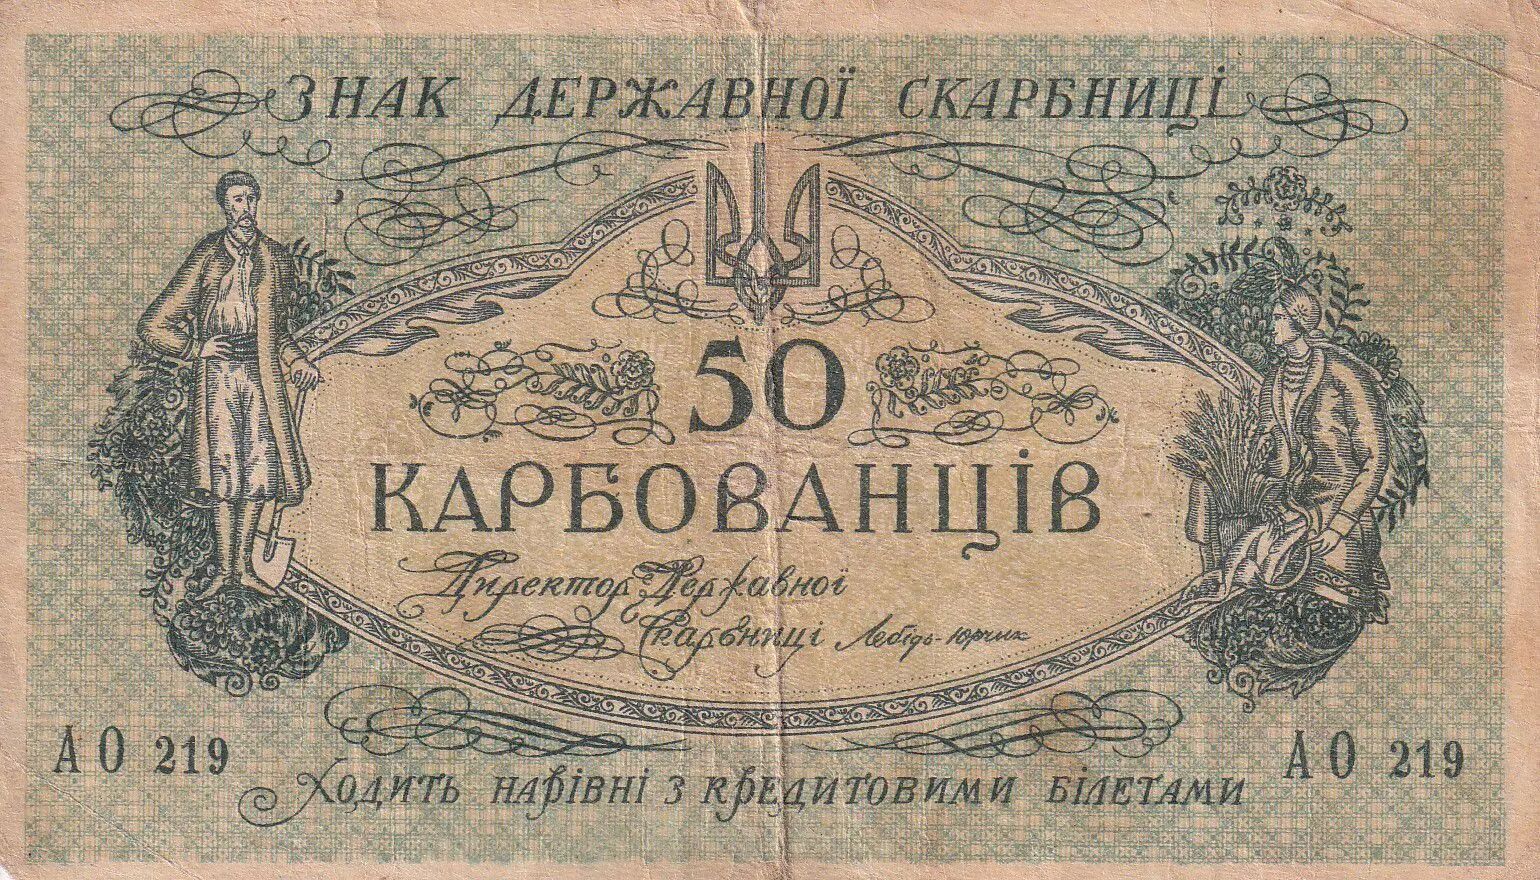 ЗНАК ДЕРЖАВНОЇ СКАРБНИЦІ
50
КАРБОВАНЦІВ
Директор Державної
Скарбниці Лебідь-Юрчик
АО 219
АО 219
Ходить нарівні з кредитовими білетами